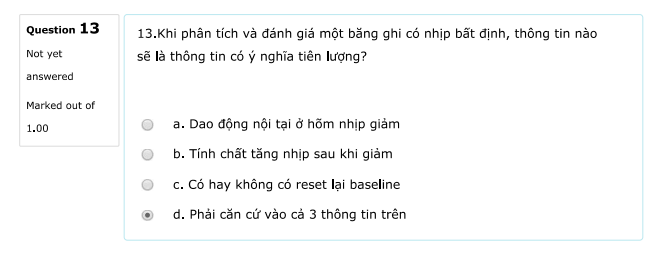 Question 13
Not yet
answered
Marked out of
1.00
13.Khi phân tích và đánh giá một băng ghi có nhịp bất định, thông tin nào
sẽ là thông tin có ý nghĩa tiên lượng?
a. Dao động nội tại ở hõm nhịp giảm
b. Tính chất tăng nhịp sau khi giảm
c. Có hay không có reset lại baseline
d. Phải căn cứ vào cả 3 thông tin trên